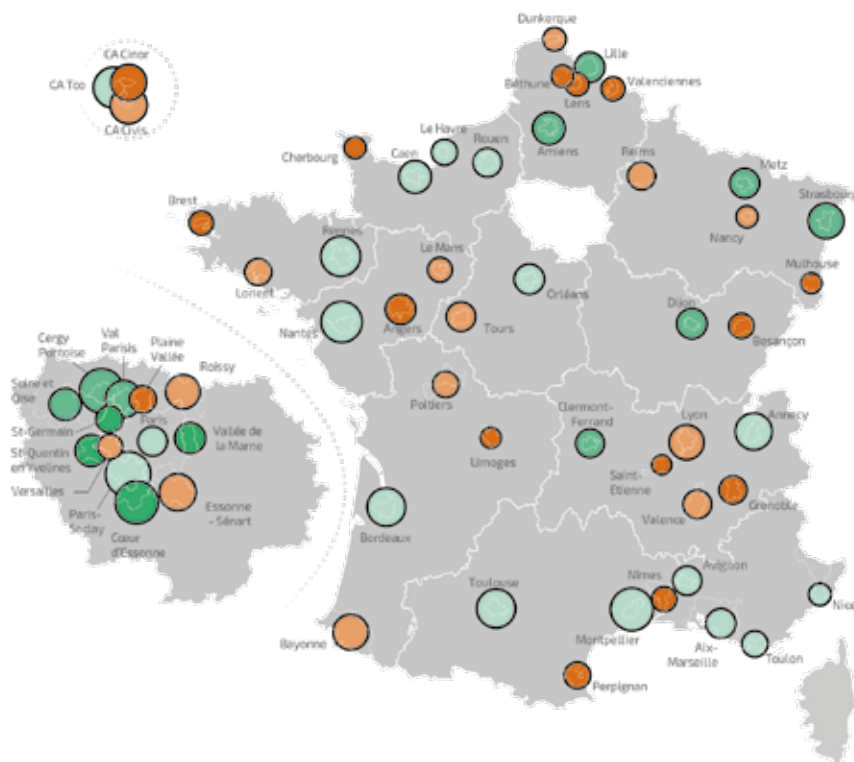 CA Cinor
CA Tco
CA Civis.
Dunkerque
Lille
Béthune
Valenciennes
Lens
Le Havre
Rouen
Amiens
Cherbourg
Caen
Reims
Metz
Strasbourg
Nancy
Brest
Rennes
Le Mans
Mulhouse
Lorient
Orléans
Dijon
Nantes
Angers
Tours
Besançon
Cergy
Pontoise
Val
Parisis
Plaine
Vallée
Roissy
Seine et
Oise
Paris
St-Germain
Vallée de
la Marne
St-Quentin
en Yvelines
Versailles
Essonne
- Sénart
Paris-
Saclay
Cœur
d'Essonne
Poitiers
Clermont-
Ferrand
Lyon
Annecy
Limoges
Saint-
Etienne
Grenoble
Valence
Bordeaux
Avignon
Nîmes
Toulouse
Nice
Montpellier
Aix-
Marseille
Toulon
Bayonne
Perpignan